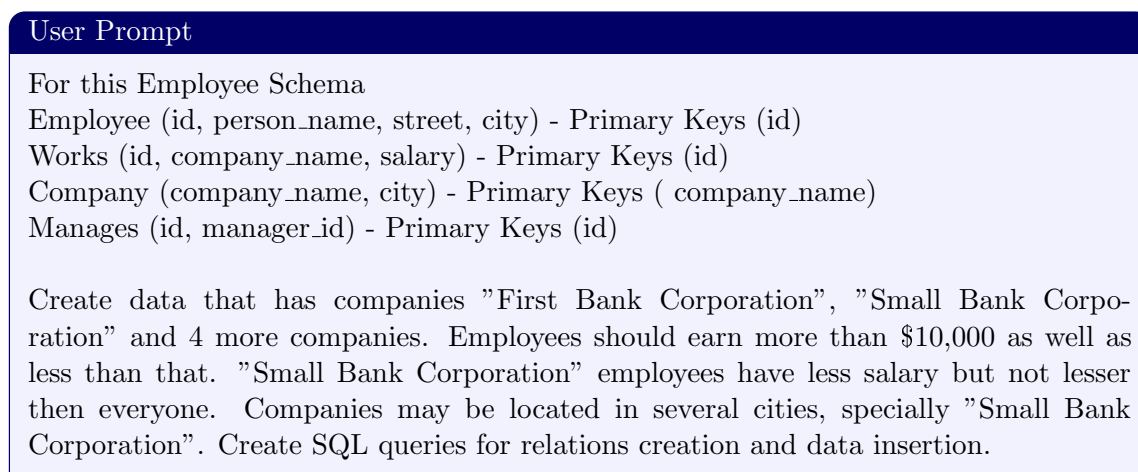 User Prompt
For this Employee Schema
Employee (id, person_name, street, city) - Primary Keys (id)
Works (id, company_name, salary) - Primary Keys (id)
Company (company_name, city) - Primary Keys ( company_name)
Manages (id, manager_id) - Primary Keys (id)
Create data that has companies ”First Bank Corporation”, ”Small Bank Corpo-
ration” and 4 more companies. Employees should earn more than $10,000 as well as
less than that. ”Small Bank Corporation” employees have less salary but not lesser
then everyone. Companies may be located in several cities, specially ”Small Bank
Corporation”. Create SQL queries for relations creation and data insertion.